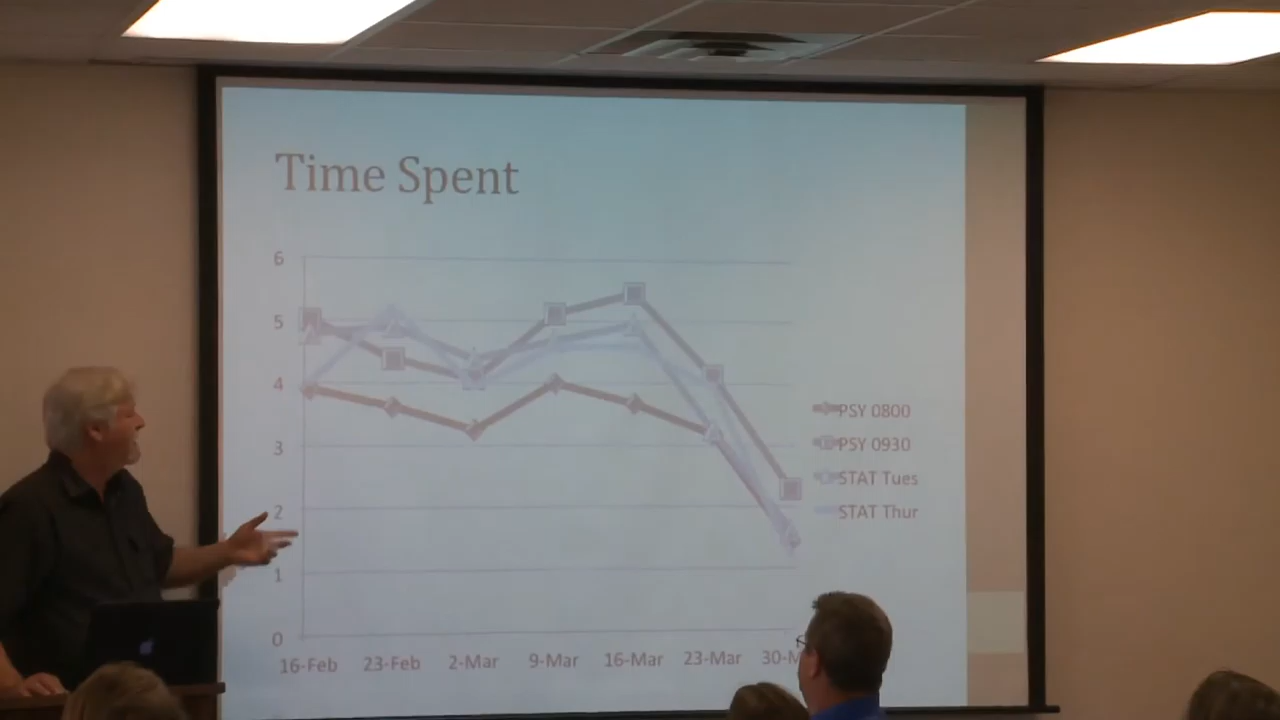 Time Spent
6
5
4
3
2
1
0
16-Feb 23-Feb 2-Mar 9-Mar 16-Mar 23-Mar 30-M
PSY 0800
PSY 0930
STAT Tues
STAT Thur